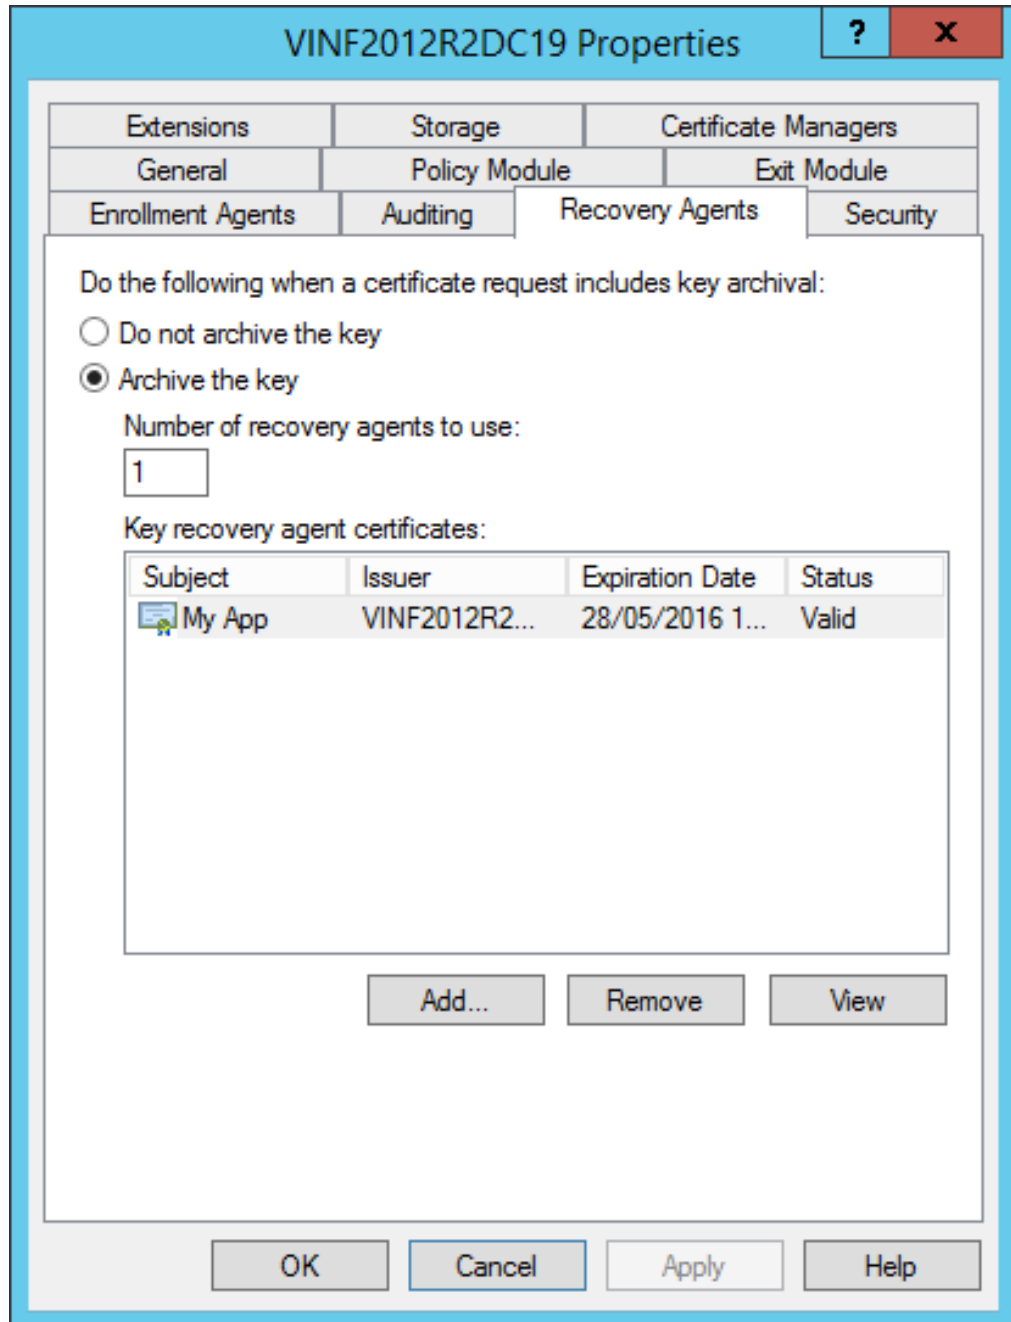 VINF2012R2DC19 Properties
?
x
Extensions Storage Certificate Managers
General Policy Module Exit Module
Enrollment Agents Auditing Recovery Agents Security
Do the following when a certificate request includes key archival:
Do not archive the key
Archive the key
Number of recovery agents to use:
1
Key recovery agent certificates:
Subject Issuer Expiration Date Status
My App VINF2012R2... 28/05/2016 1... Valid
Add... Remove View
OK Cancel Apply Help